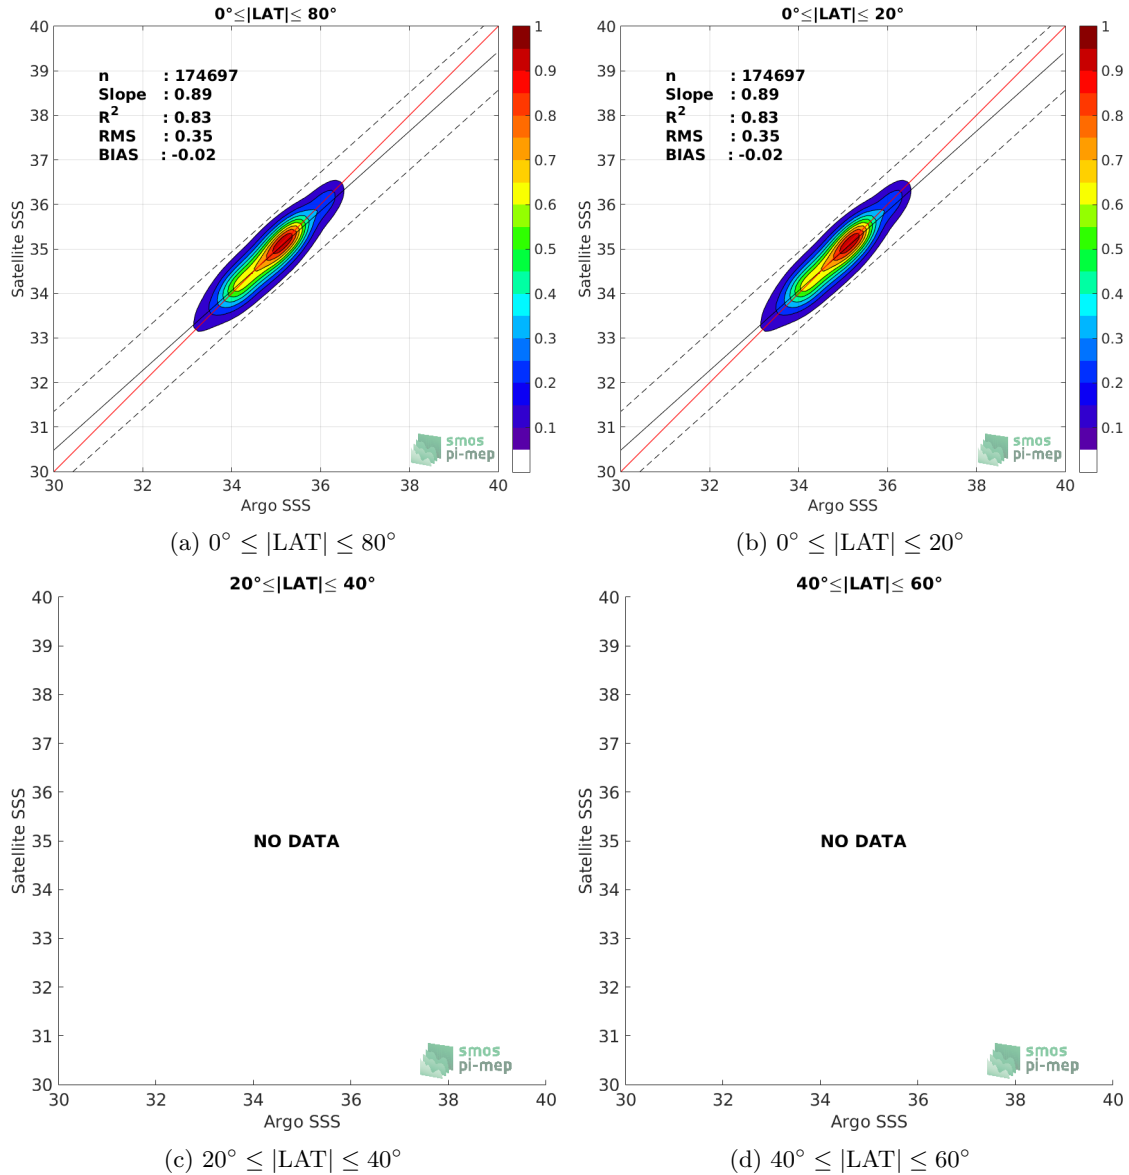 0°≤|LAT|≤ 80°
40
39
38
37
36
35
34
33
32
31
30
30
32
34
36
38
40
Satellite SSS
Argo SSS
n : 174697
Slope : 0.89
R² : 0.83
RMS : 0.35
BIAS : -0.02
1
0.9
0.8
0.7
0.6
0.5
0.4
0.3
0.2
0.1
smos
pi-mep
(a) 0° ≤ |LAT| ≤ 80°
0°≤|LAT|≤ 20°
40
39
38
37
36
35
34
33
32
31
30
30
32
34
36
38
40
Satellite SSS
Argo SSS
n : 174697
Slope : 0.89
R² : 0.83
RMS : 0.35
BIAS : -0.02
1
0.9
0.8
0.7
0.6
0.5
0.4
0.3
0.2
0.1
smos
pi-mep
(b) 0° ≤ |LAT| ≤ 20°
20°≤|LAT|≤ 40°
40
39
38
37
36
35
34
33
32
31
30
30
32
34
36
38
40
Satellite SSS
Argo SSS
NO DATA
smos
pi-mep
(c) 20° ≤ |LAT| ≤ 40°
40°≤|LAT|≤ 60°
40
39
38
37
36
35
34
33
32
31
30
30
32
34
36
38
40
Satellite SSS
Argo SSS
NO DATA
smos
pi-mep
(d) 40° ≤ |LAT| ≤ 60°